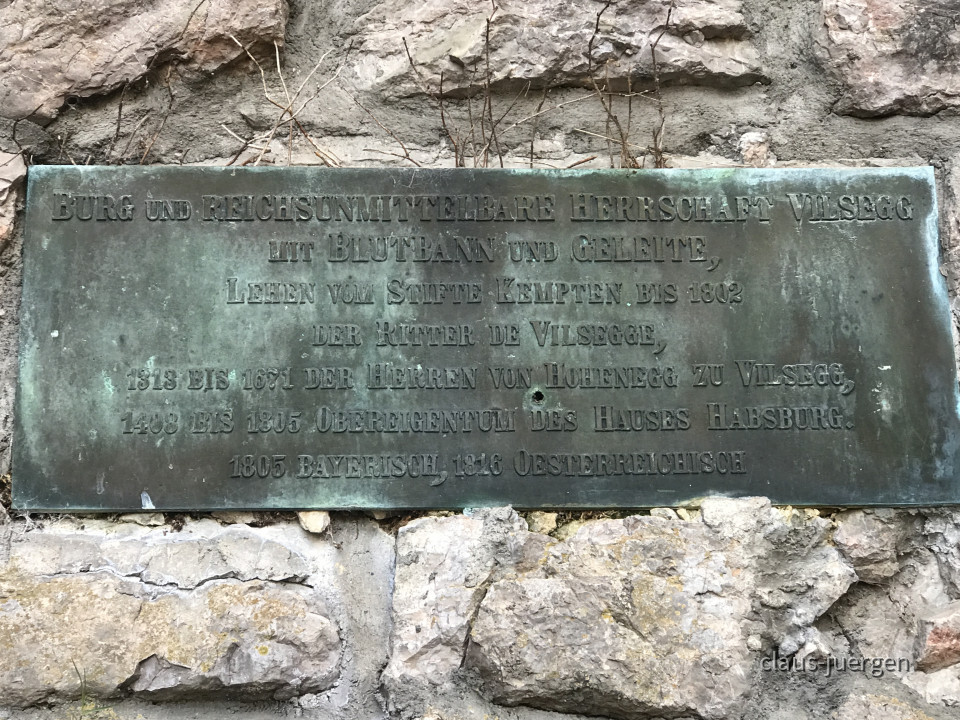 BURG UND REICHSUNMITTELBARE HERRSCHAFT VILSEGG
MIT BLUTBANN UND GELEITE,
LEHEN VOM STIFTE KEMPTEN BIS 1802
DER RITTER DE VILSEGGE,
1313 BIS 1671 DER HERREN VON HOHENEGG ZU VILSEGG,
1408 BIS 1805 OBEREIGENTUM DES HAUSES HABSBURG.
1805 BAYERISCH, 1816 OESTERREICHISCH
claus-juergen